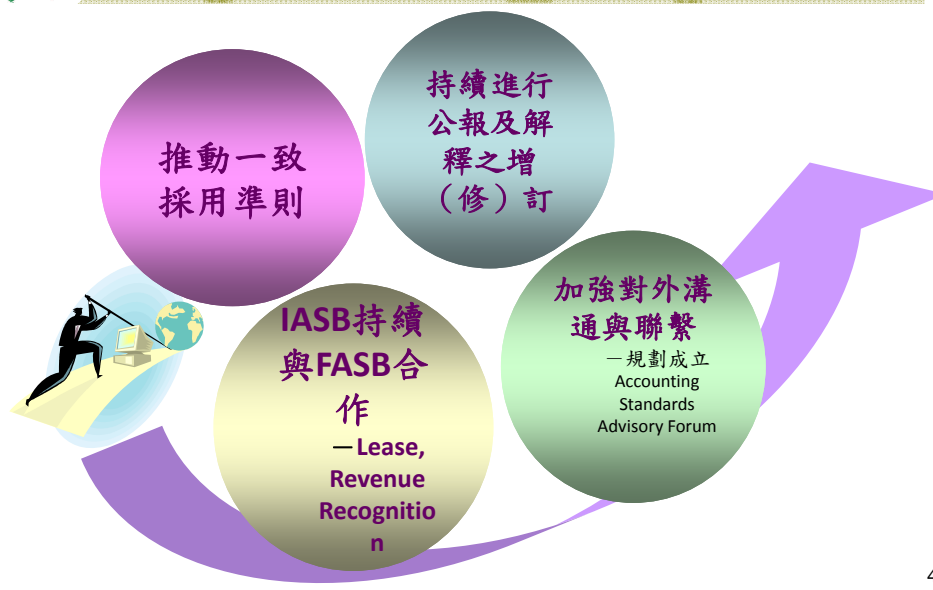 推動一致
採用準則
持續進行
公報及解
釋之增
（修）訂
IASB持續
與FASB合
作
—Lease,
Revenue
Recognitio
n
加強對外溝
通與聯繫
－規劃成立
Accounting
Standards
Advisory Forum
4